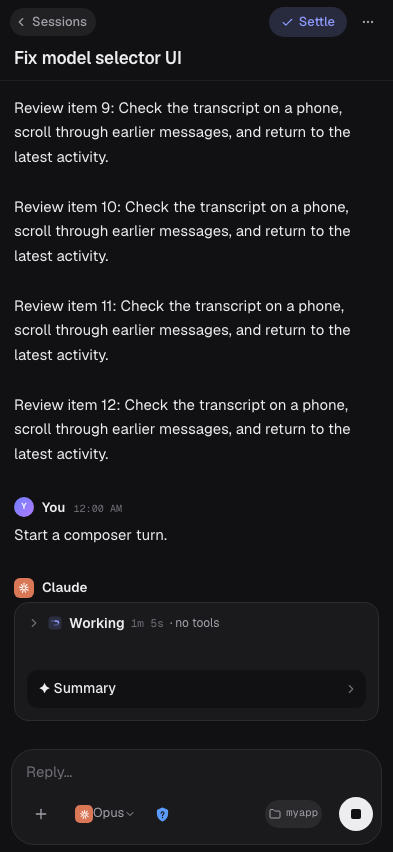 Sessions
Settle
Fix model selector UI
Review item 9: Check the transcript on a phone,
scroll through earlier messages, and return to the
latest activity.
Review item 10: Check the transcript on a phone,
scroll through earlier messages, and return to the
latest activity.
Review item 11: Check the transcript on a phone,
scroll through earlier messages, and return to the
latest activity.
Review item 12: Check the transcript on a phone,
scroll through earlier messages, and return to the
latest activity.
Y You 12:00 AM
Start a composer turn.
Claude
Working 1m 5s · no tools
Summary
Reply…
Opus
myapp